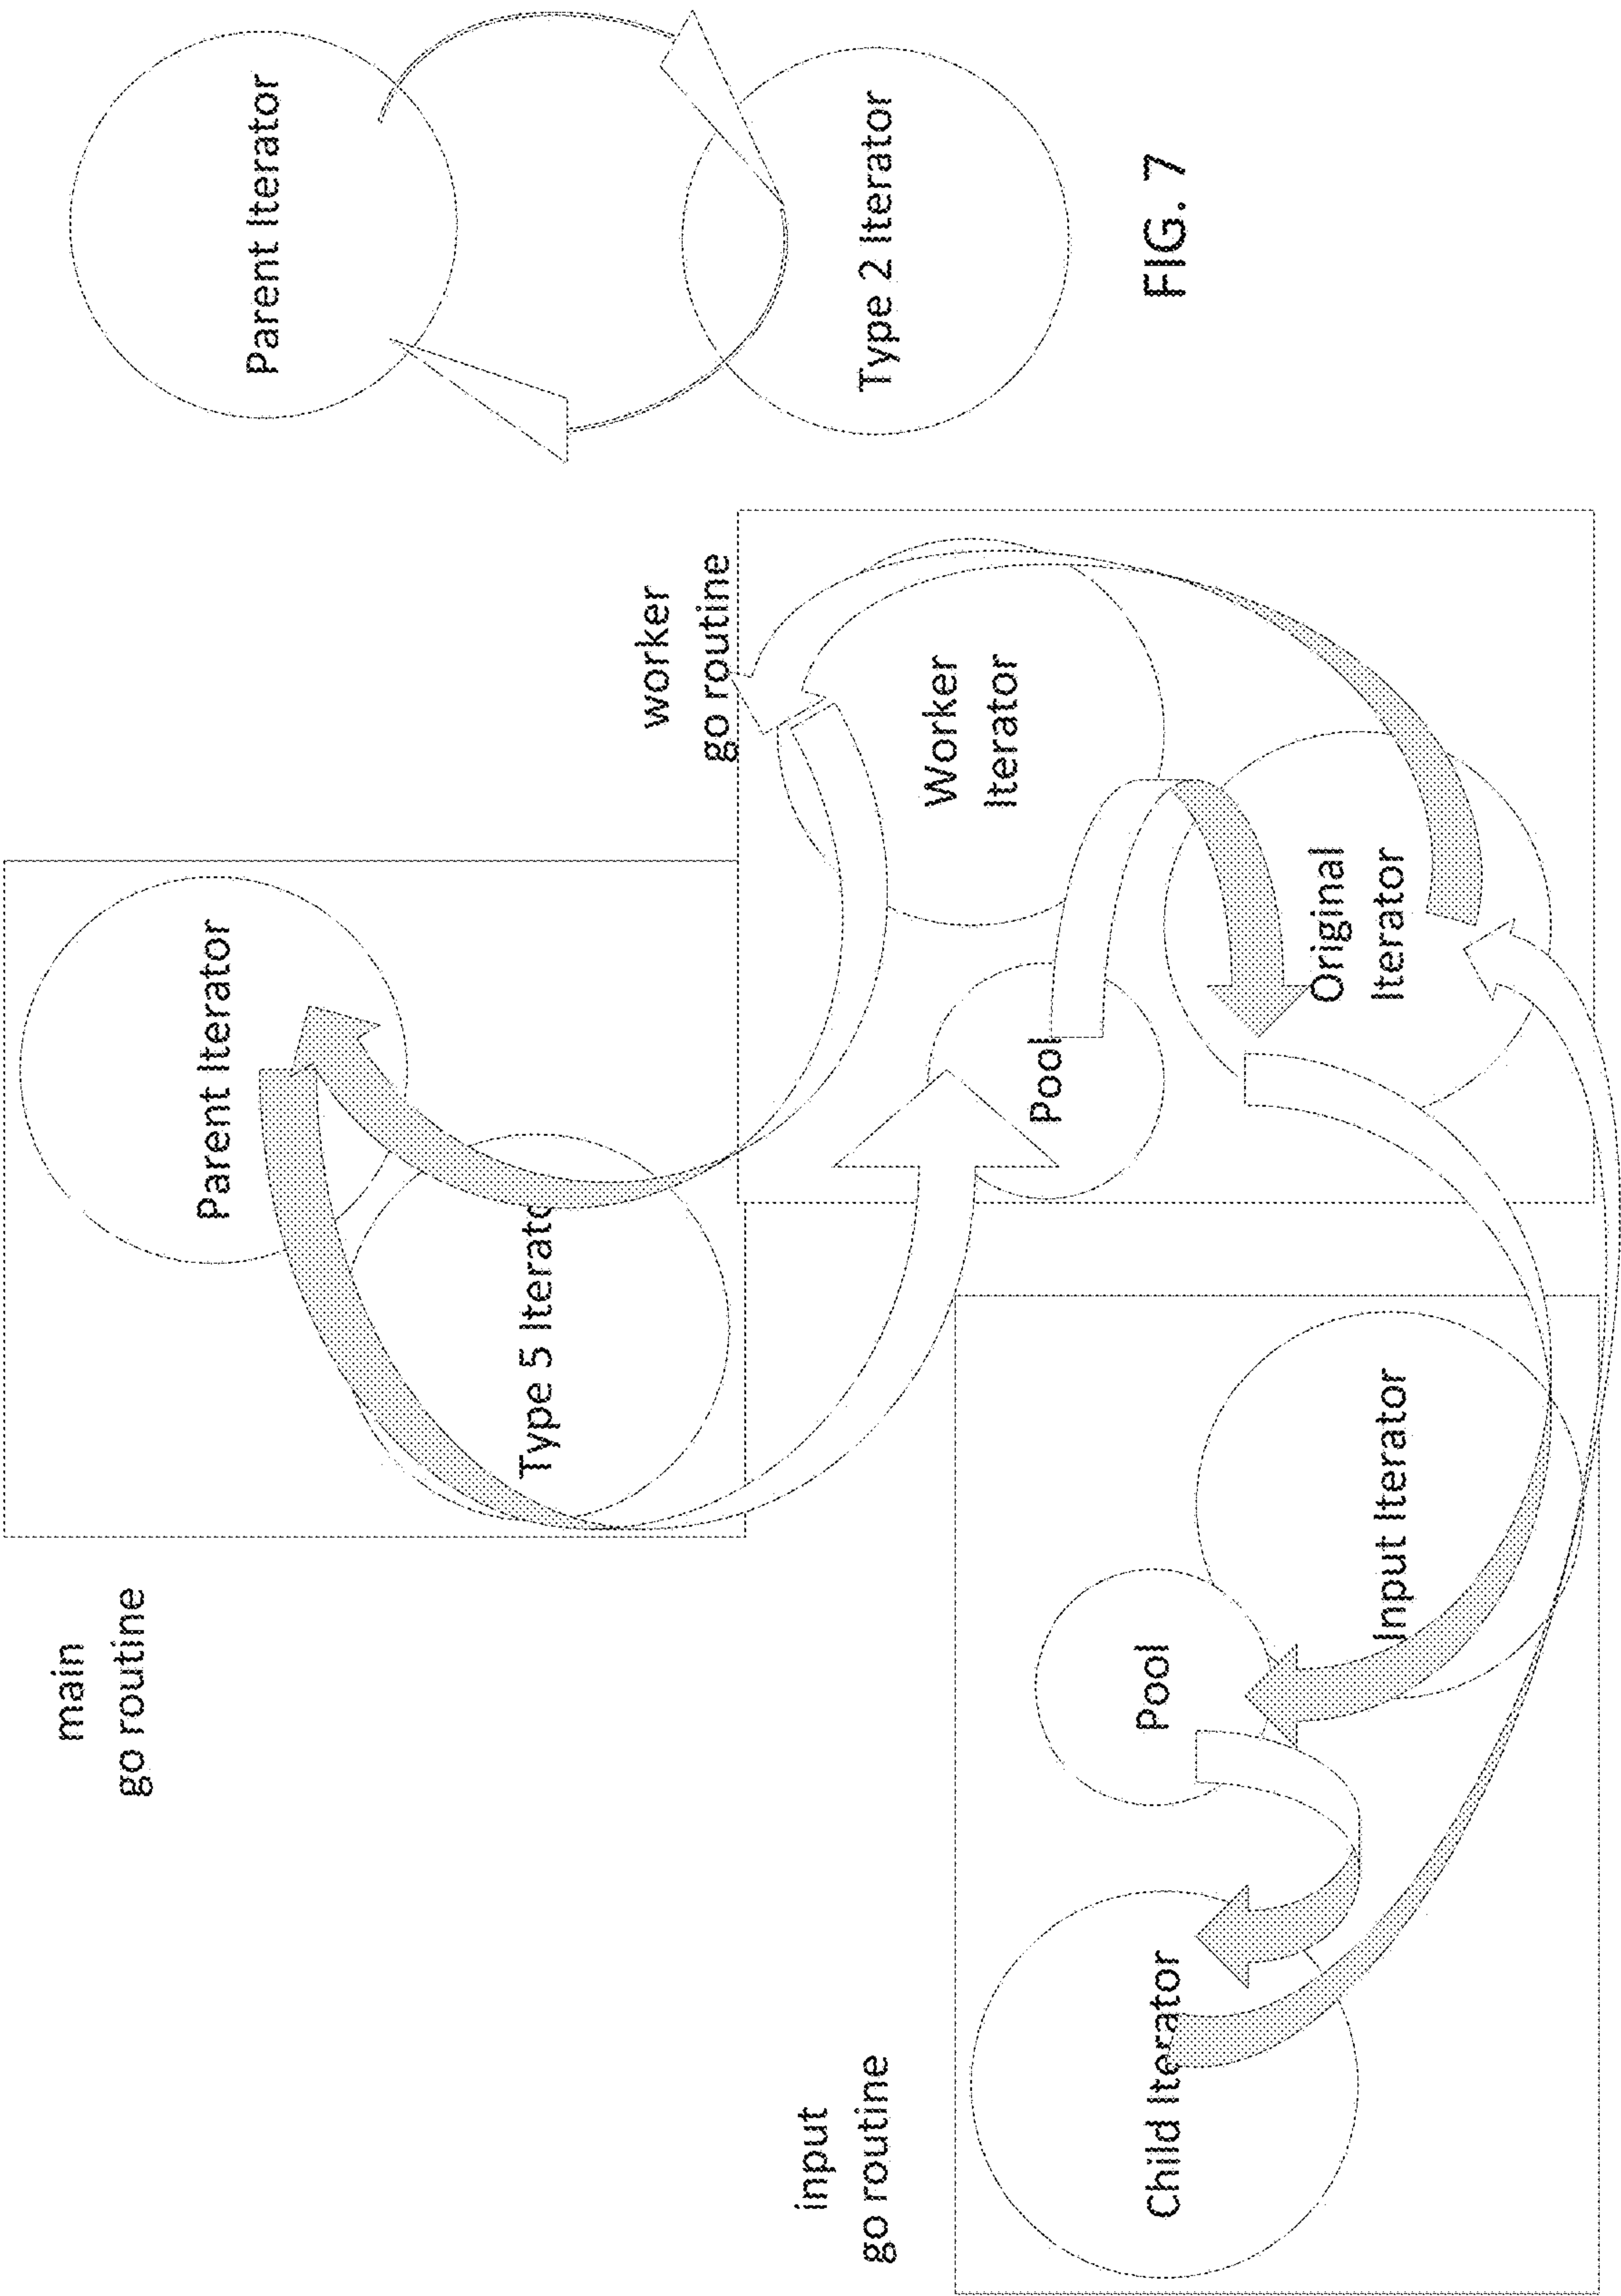 main
go routine
Parent Iterator
Parent Iterator
Type 5 Iterator
worker
go routine
input
go routine
Type 2 Iterator
Worker
Iterator
Pool
Pool
Child Iterator
FIG. 7
Original
Iterator
Input Iterator